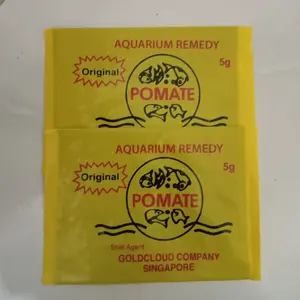 AQUARIUM REMEDY
Original
5g
POMATE
AQUARIUM REMEDY
Original
5g
POMATE
Sole Agent
GOLDCLOUD COMPANY
SINGAPORE